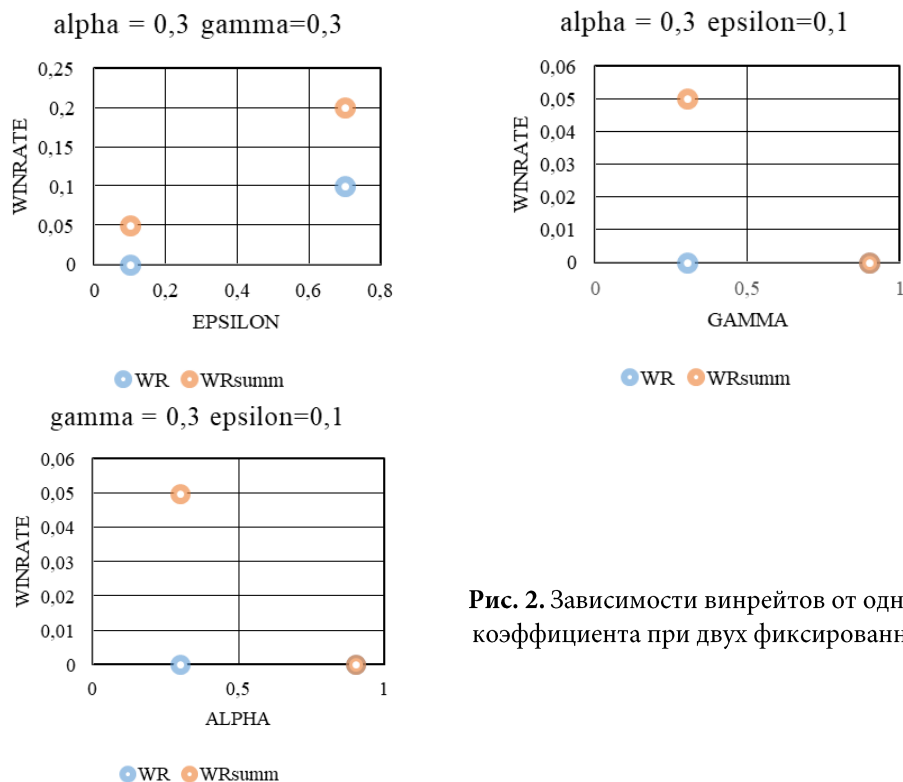 alpha = 0,3 gamma=0,3
0,25
0,2
0,15
0,1
0,05
0
WINRATE
0 0,2 0,4 0,6 0,8
EPSILON
WR WRsumm
alpha = 0,3 epsilon=0,1
0,06
0,05
0,04
0,03
0,02
0,01
0
WINRATE
0 0,5 1
GAMMA
WR WRsumm
gamma = 0,3 epsilon=0,1
0,06
0,05
0,04
0,03
0,02
0,01
0
WINRATE
0 0,5 1
ALPHA
WR WRsumm
Рис. 2. Зависимости винрейтов от одн
коэффициента при двух фиксированн